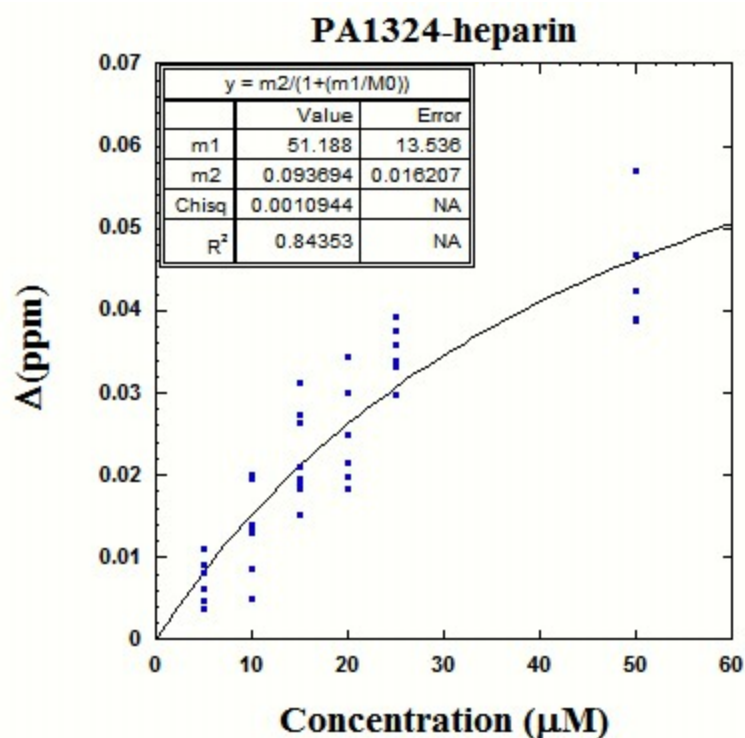 PA1324-heparin
y = m2/(1+(m1/M0))
Value Error
m1 51.188 13.536
m2 0.093694 0.016207
Chisq 0.0010944 NA
R² 0.84353 NA
0.07
0.06
0.05
0.04
0.03
0.02
0.01
0
Δ(ppm)
0 10 20 30 40 50 60
Concentration (μM)